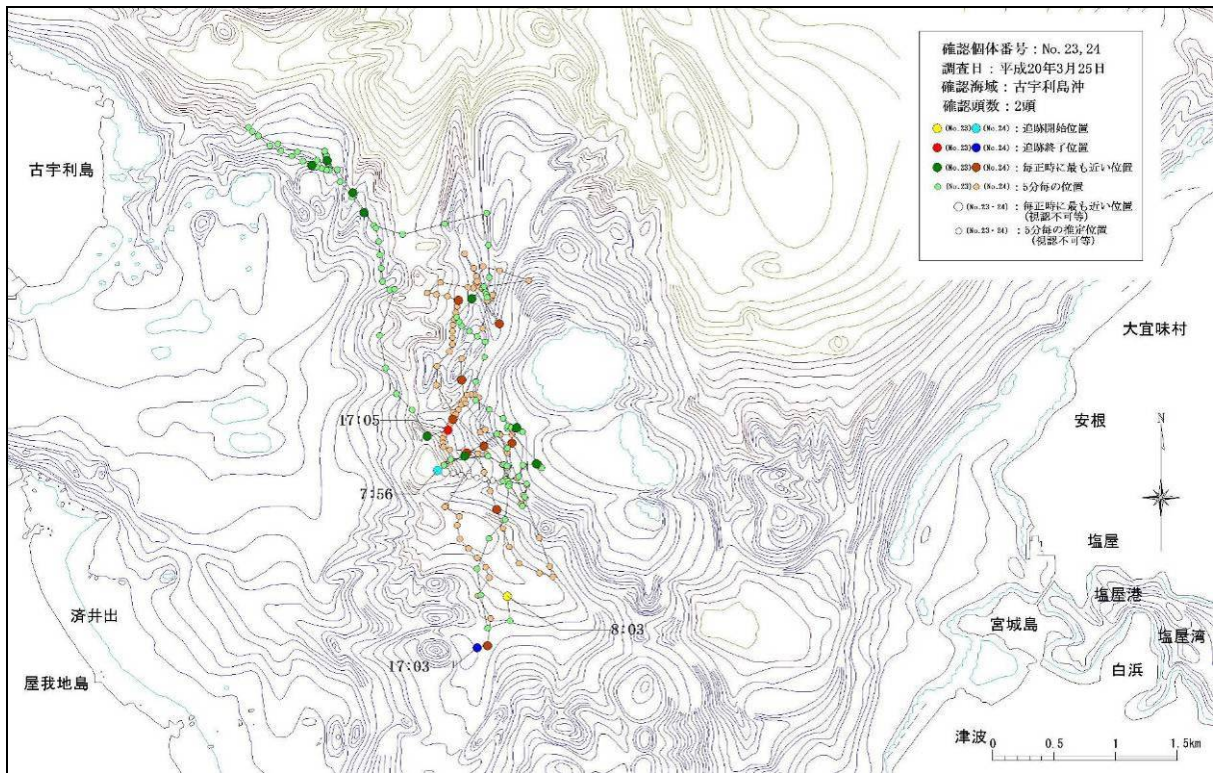 確認個体番号：No.23,24
調査日：平成20年3月25日
確認海域：古宇利島沖
確認頭数：2頭
(No.23) (No.24)：追跡開始位置
(No.23) (No.24)：追跡終了位置
(No.23) (No.24)：毎正時に最も近い位置
(No.23) (No.24)：5分毎の位置
(No.23・24)：毎正時に最も近い位置
(視認不可等)
(No.23・24)：5分毎の推定位置
(視認不可等)
古宇利島
大宜味村
17:05
安根
N
7:56
塩屋
塩屋港
済井出
8:03
宮城島
塩屋湾
17:03
白浜
屋我地島
津波
0 0.5 1 1.5km